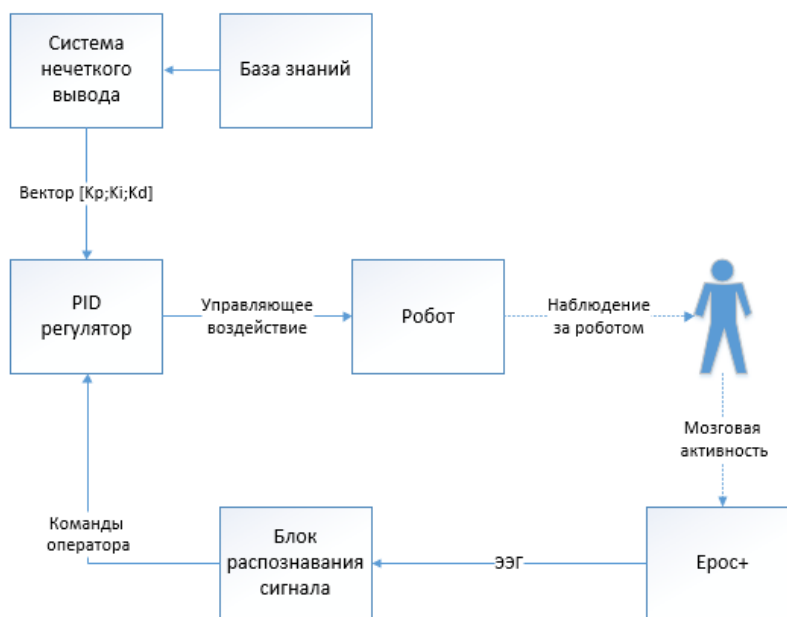 Система
нечеткого
вывода
База знаний
Вектор [Kp;Ki;Kd]
PID
регулятор
Управляющее
воздействие
Робот
Наблюдение
за роботом
Мозговая
активность
Команды
оператора
Блок
распознавания
сигнала
ЭЭГ
Epoc+